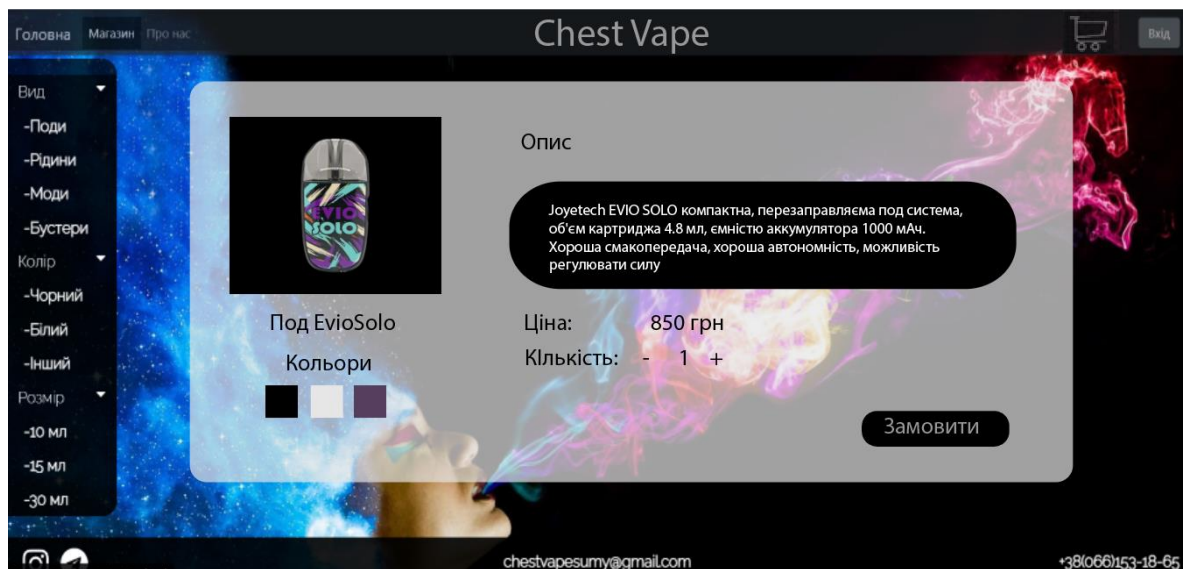 Головна Магазин Про нас
Chest Vape
Вхід
Вид
-Поди
-Рідини
-Моди
-Бустери
Колір
-Чорний
-Білий
-Інший
Розмір
-10 мл
-15 мл
-30 мл
EVIO
SOLO
Под EvioSolo
Кольори
Опис
Joyetech EVIO SOLO компактна, перезаправляєма под система,
об'єм картриджа 4.8 мл, ємністю аккумулятора 1000 мАч.
Хороша смакопередача, хороша автономність, можливість
регулювати силу
Ціна: 850 грн
КІлькість: - 1 +
Замовити
chestvapesumy@gmail.com
+38(066)153-18-65